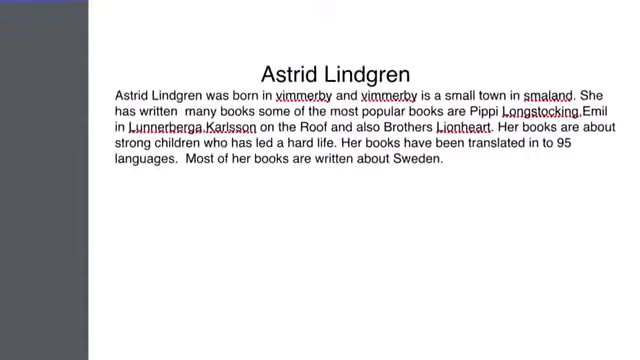 Astrid Lindgren
Astrid Lindgren was born in vimmerby and vimmerby is a small town in smaland. She
has written  many books some of the most popular books are Pippi Longstocking,Emil
in Lunnerberga,Karlsson on the Roof and also Brothers Lionheart. Her books are about
strong children who has led a hard life. Her books have been translated in to 95
languages.  Most of her books are written about Sweden.